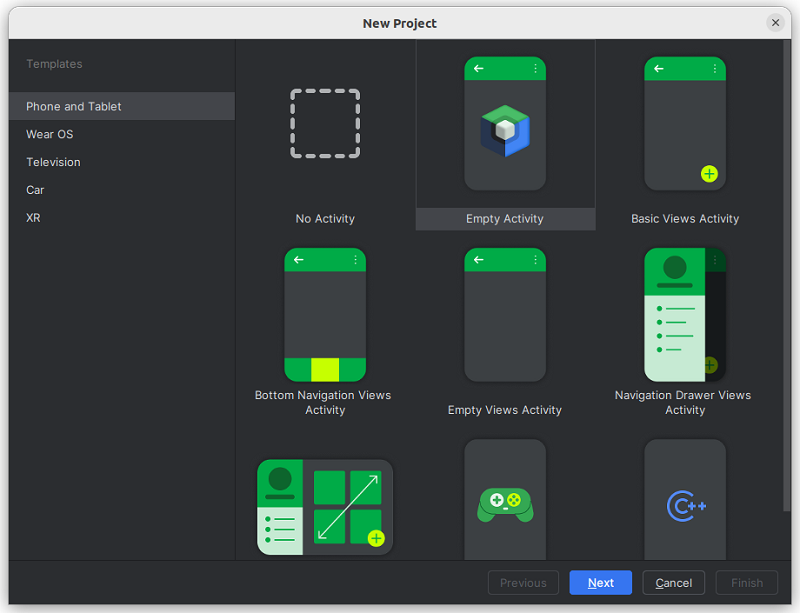 New Project
Templates
Phone and Tablet
Wear OS
Television
Car
XR
No Activity
Empty Activity
Basic Views Activity
Bottom Navigation Views
Activity
Empty Views Activity
Navigation Drawer Views
Activity
C++
Previous
Next
Cancel
Finish